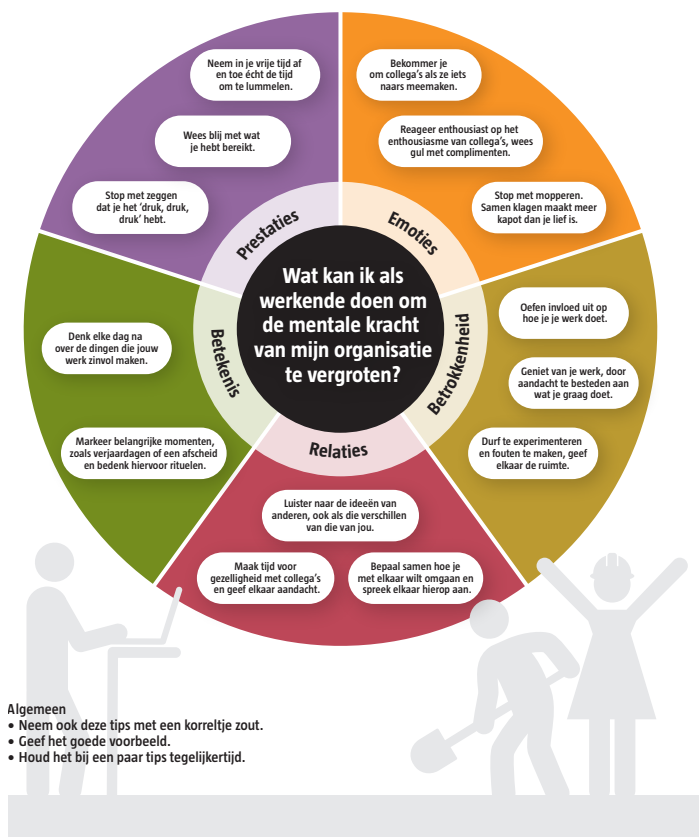 Wat kan ik als
werkende doen om
de mentale kracht
van mijn organisatie
te vergroten?
Prestaties
Neem in je vrije tijd af
en toe écht de tijd
om te lummelen.
Wees blij met wat
je hebt bereikt.
Stop met zeggen
dat je het ‘druk, druk,
druk’ hebt.
Emoties
Bekommer je
om collega’s als ze iets
naars meemaken.
Reageer enthousiast op het
enthousiasme van collega’s, wees
gul met complimenten.
Stop met mopperen.
Samen klagen maakt meer
kapot dan je lief is.
Betrokkenheid
Oefen invloed uit op
hoe je je werk doet.
Geniet van je werk, door
aandacht te besteden aan
wat je graag doet.
Durf te experimenteren
en fouten te maken, geef
elkaar de ruimte.
Relaties
Luister naar de ideeën van
anderen, ook als die verschillen
van die van jou.
Maak tijd voor
gezelligheid met collega’s
en geef elkaar aandacht.
Bepaal samen hoe je
met elkaar wilt omgaan en
spreek elkaar hierop aan.
Betekenis
Denk elke dag na
over de dingen die jouw
werk zinvol maken.
Markeer belangrijke momenten,
zoals verjaardagen of een afscheid
en bedenk hiervoor rituelen.
Algemeen
• Neem ook deze tips met een korreltje zout.
• Geef het goede voorbeeld.
• Houd het bij een paar tips tegelijkertijd.